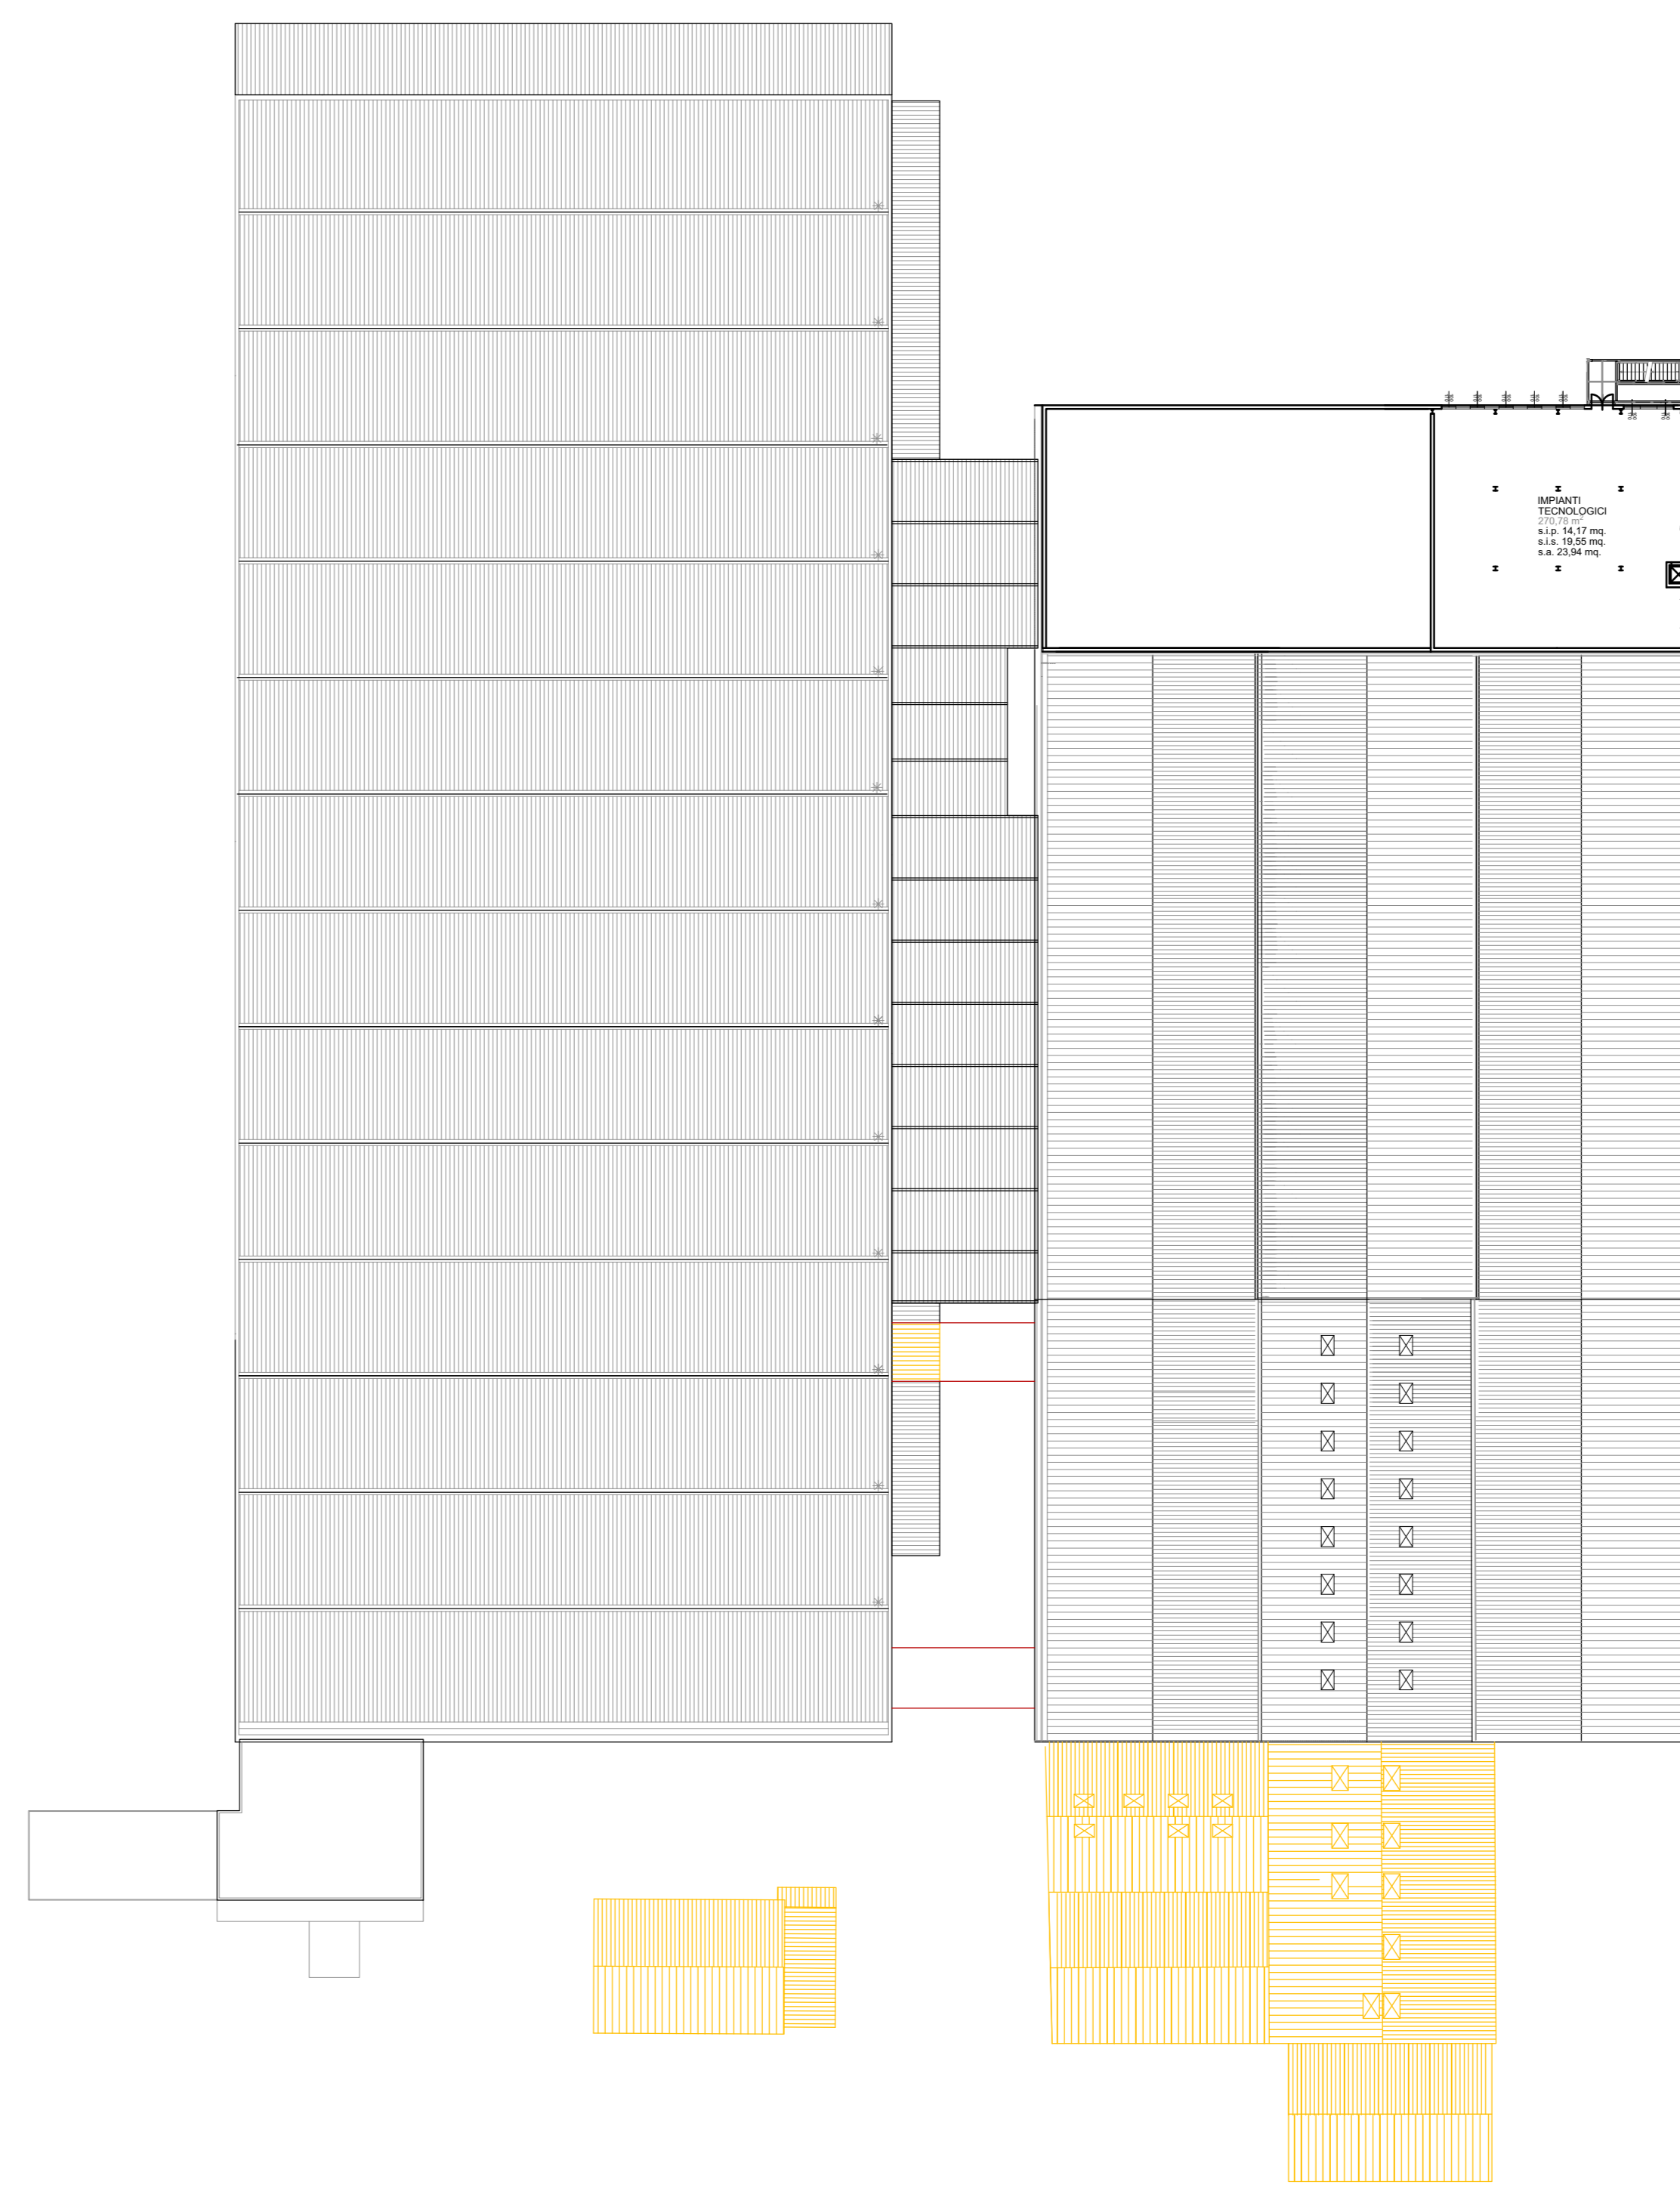 IMPIANTI
TECNOLOGICI
270,78 m²
s.i.p. 14,17 mq.
s.i.s. 19,55 mq.
s.a. 23,94 mq.